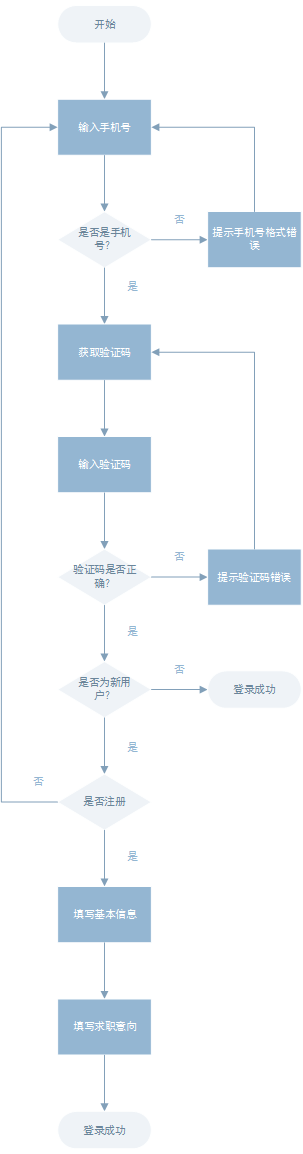 开始
输入手机号
是否是手机
号？
否
提示手机号格式错
误
是
获取验证码
输入验证码
验证码是否正
确？
否
提示验证码错误
是
是否为新用
户？
否
登录成功
是
否
是否注册
是
填写基本信息
填写求职意向
登录成功